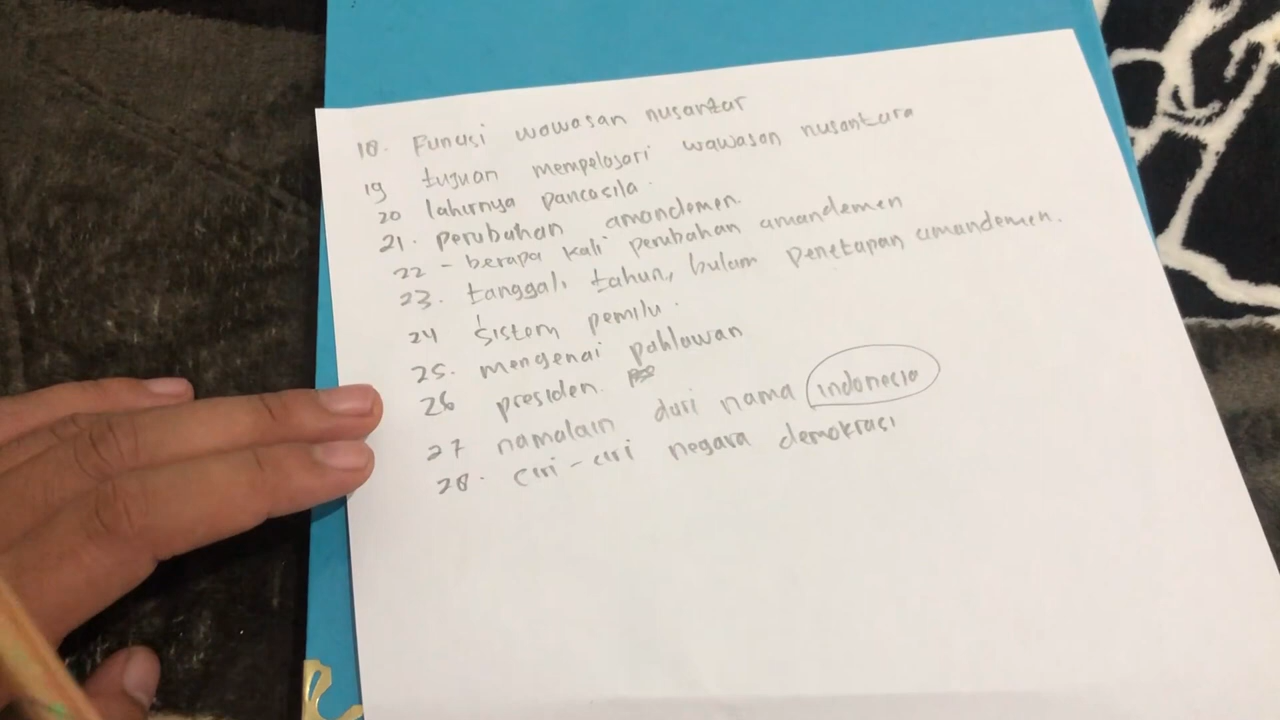 18. Fungsi wawasan nusantar
19 tujuan mempelajari wawasan nusantara
20 lahirnya pancasila.
21. perubahan amandemen.
22 - berapa kali perubahan amandemen
23. tanggal, tahun, bulam penetapan amandemen.
24 sistem pemilu.
25. mengenai pahlawan
26 presiden.
27 namalain dari nama indonesia
28. ciri-ciri negara demokrasi